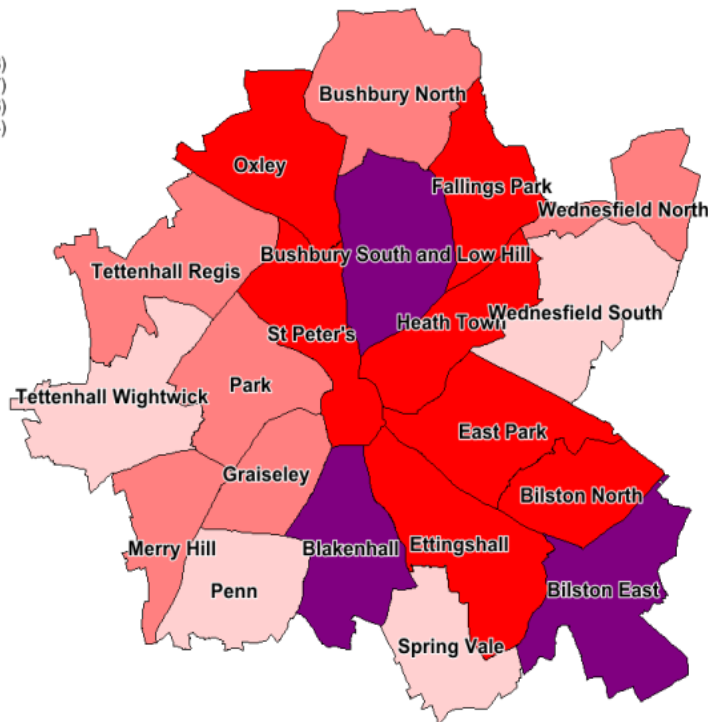 Bushbury North
Oxley
Fallings Park
Wednesfield North
Bushbury South and Low Hill
Tettenhall Regis
Wednesfield South
Heath Town
St Peter's
Park
Tettenhall Wightwick
East Park
Graiseley
Bilston North
Ettingshall
Merry Hill
Blakenhall
Penn
Bilston East
Spring Vale